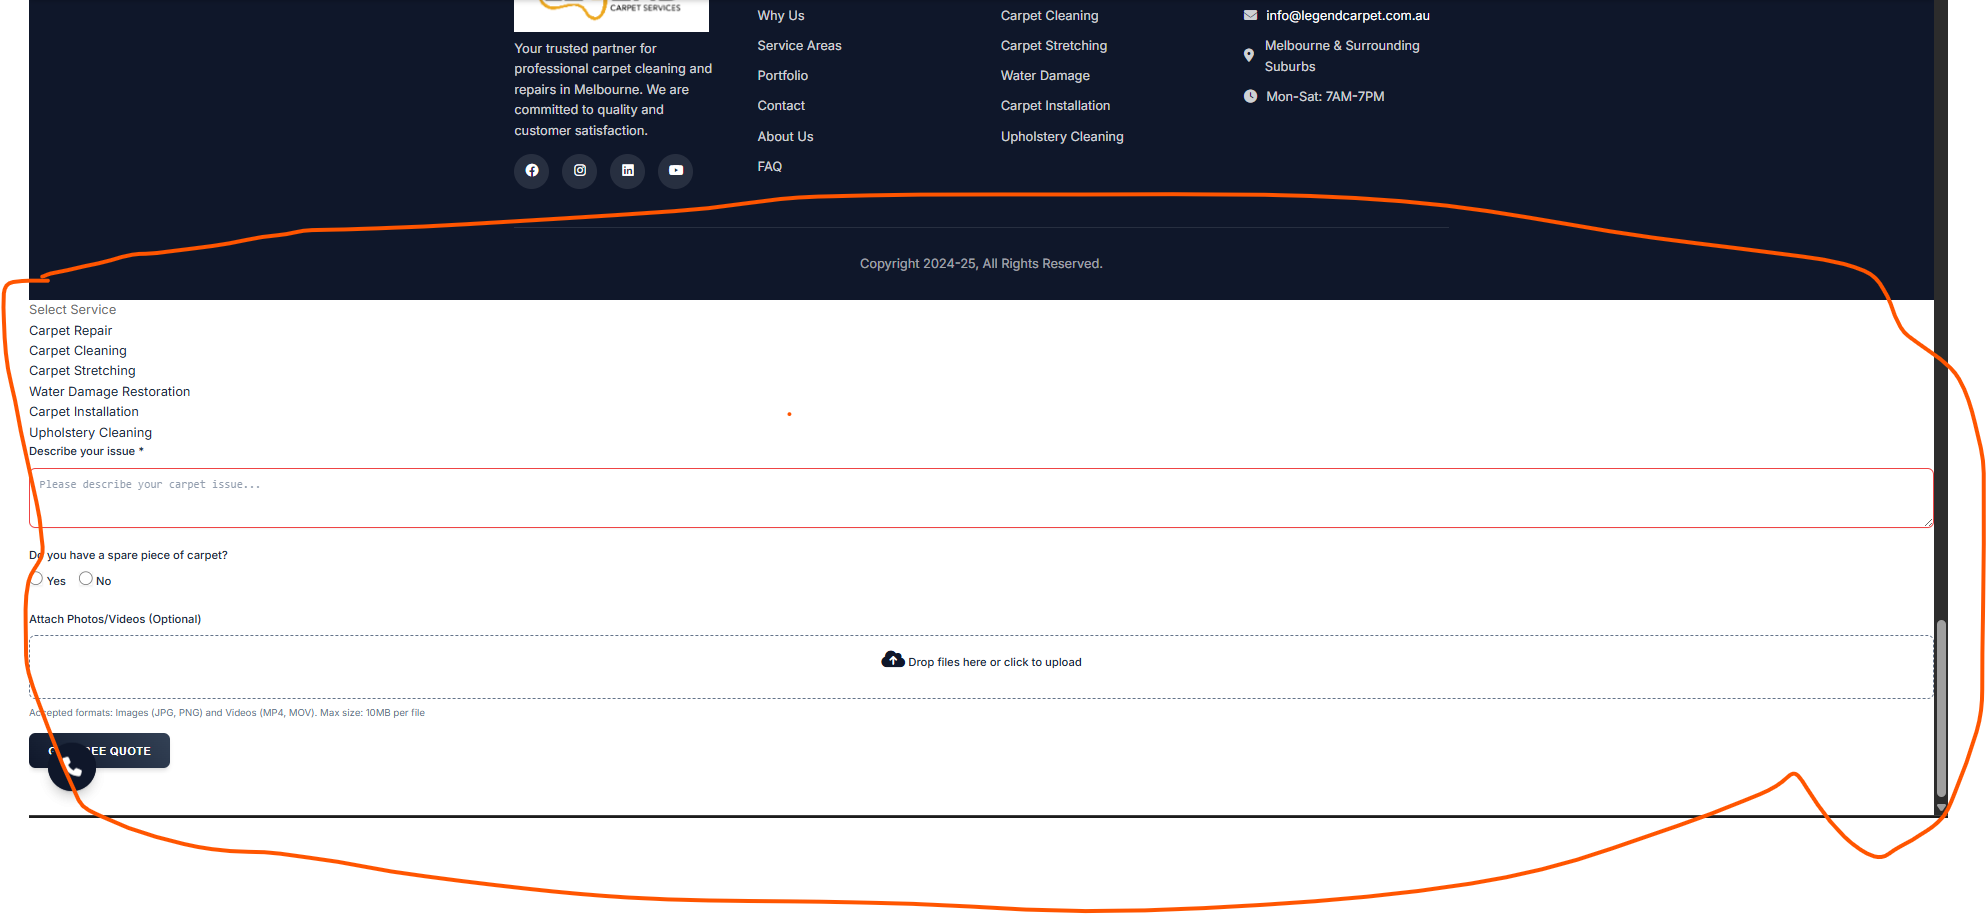 CARPET SERVICES
Your trusted partner for
professional carpet cleaning and
repairs in Melbourne. We are
committed to quality and
customer satisfaction.
Why Us
Service Areas
Portfolio
Contact
About Us
FAQ
Carpet Cleaning
Carpet Stretching
Water Damage
Carpet Installation
Upholstery Cleaning
info@legendcarpet.com.au
Melbourne & Surrounding
Suburbs
Mon-Sat: 7AM-7PM
Copyright 2024-25, All Rights Reserved.
Select Service
Carpet Repair
Carpet Cleaning
Carpet Stretching
Water Damage Restoration
Carpet Installation
Upholstery Cleaning
Describe your issue *
Please describe your carpet issue...
Do you have a spare piece of carpet?
Yes No
Attach Photos/Videos (Optional)
Drop files here or click to upload
Accepted formats: Images (JPG, PNG) and Videos (MP4, MOV). Max size: 10MB per file
QUOTE